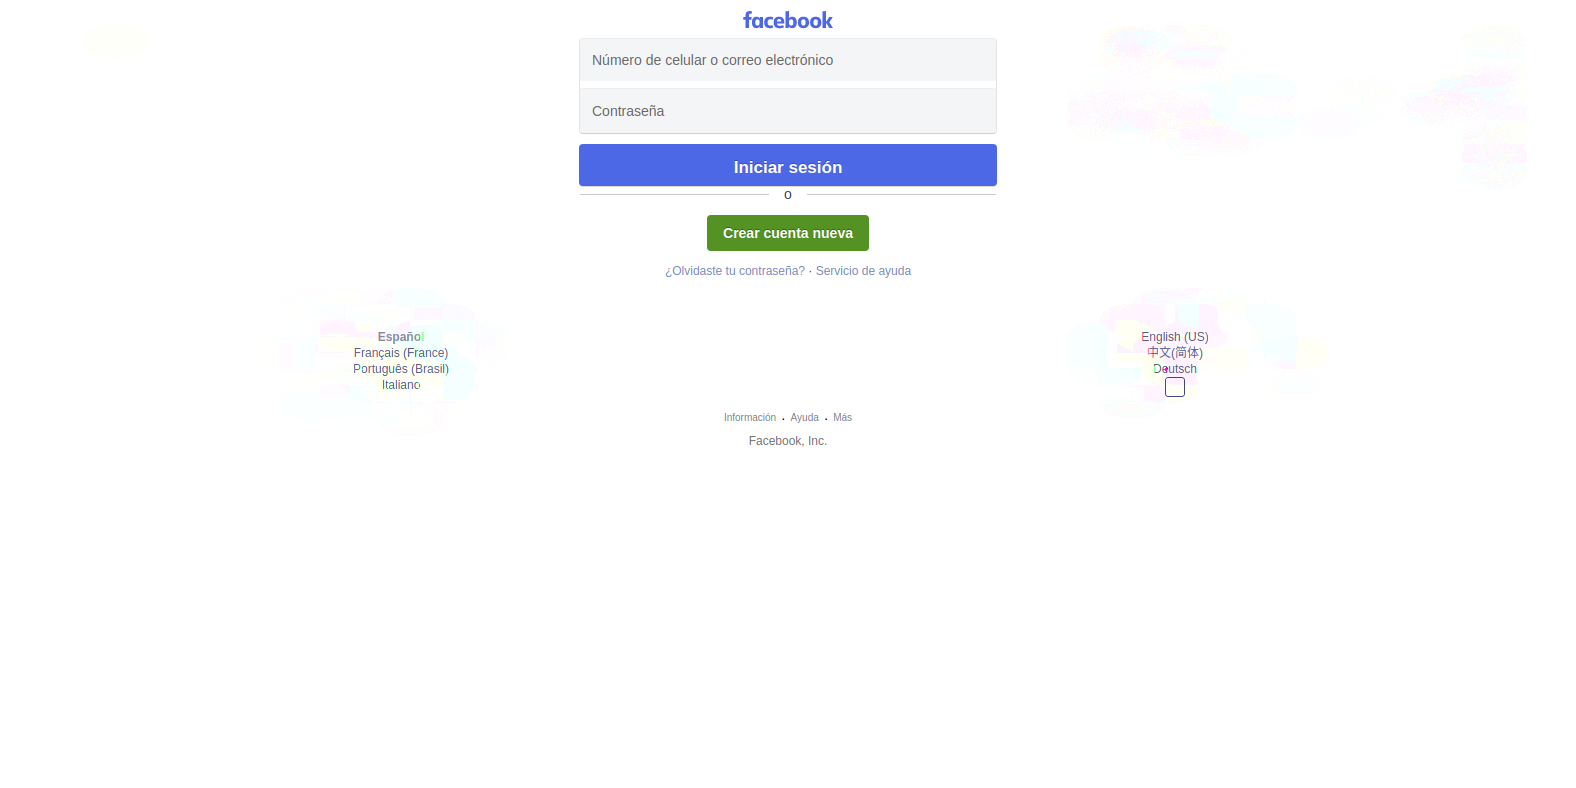 facebook
Número de celular o correo electrónico
Contraseña
Iniciar sesión
o
Crear cuenta nueva
¿Olvidaste tu contraseña? · Servicio de ayuda
Español
Français (France)
Português (Brasil)
Italiano
English (US)
中文(简体)
Deutsch
Información · Ayuda · Más
Facebook, Inc.